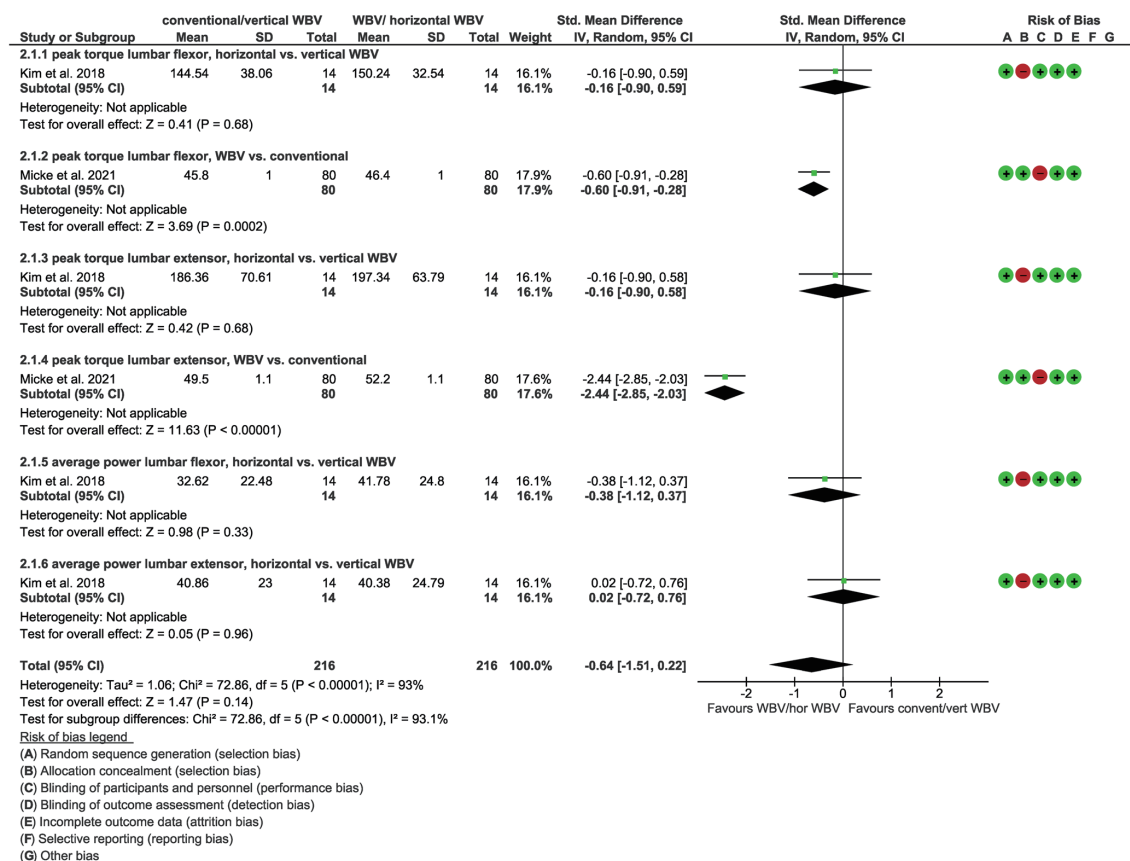 conventional/vertical WBV WBV/ horizontal WBV Std. Mean Difference Std. Mean Difference Risk of Bias
Study or Subgroup Mean SD Total Mean SD Total Weight IV, Random, 95% CI IV, Random, 95% CI A B C D E F G
2.1.1 peak torque lumbar flexor, horizontal vs. vertical WBV
Kim et al. 2018 144.54 38.06 14 150.24 32.54 14 16.1% -0.16 [-0.90, 0.59] + – + + +
Subtotal (95% CI) 14 14 16.1% -0.16 [-0.90, 0.59]
Heterogeneity: Not applicable
Test for overall effect: Z = 0.41 (P = 0.68)
2.1.2 peak torque lumbar flexor, WBV vs. conventional
Micke et al. 2021 45.8 1 80 46.4 1 80 17.9% -0.60 [-0.91, -0.28] + + – + +
Subtotal (95% CI) 80 80 17.9% -0.60 [-0.91, -0.28]
Heterogeneity: Not applicable
Test for overall effect: Z = 3.69 (P = 0.0002)
2.1.3 peak torque lumbar extensor, horizontal vs. vertical WBV
Kim et al. 2018 186.36 70.61 14 197.34 63.79 14 16.1% -0.16 [-0.90, 0.58] + – + + +
Subtotal (95% CI) 14 14 16.1% -0.16 [-0.90, 0.58]
Heterogeneity: Not applicable
Test for overall effect: Z = 0.42 (P = 0.68)
2.1.4 peak torque lumbar extensor, WBV vs. conventional
Micke et al. 2021 49.5 1.1 80 52.2 1.1 80 17.6% -2.44 [-2.85, -2.03] + + – + +
Subtotal (95% CI) 80 80 17.6% -2.44 [-2.85, -2.03]
Heterogeneity: Not applicable
Test for overall effect: Z = 11.63 (P < 0.00001)
2.1.5 average power lumbar flexor, horizontal vs. vertical WBV
Kim et al. 2018 32.62 22.48 14 41.78 24.8 14 16.1% -0.38 [-1.12, 0.37] + – + + +
Subtotal (95% CI) 14 14 16.1% -0.38 [-1.12, 0.37]
Heterogeneity: Not applicable
Test for overall effect: Z = 0.98 (P = 0.33)
2.1.6 average power lumbar extensor, horizontal vs. vertical WBV
Kim et al. 2018 40.86 23 14 40.38 24.79 14 16.1% 0.02 [-0.72, 0.76] + – + + +
Subtotal (95% CI) 14 14 16.1% 0.02 [-0.72, 0.76]
Heterogeneity: Not applicable
Test for overall effect: Z = 0.05 (P = 0.96)
Total (95% CI) 216 216 100.0% -0.64 [-1.51, 0.22]
Heterogeneity: Tau² = 1.06; Chi² = 72.86, df = 5 (P < 0.00001); I² = 93%
Test for overall effect: Z = 1.47 (P = 0.14)
Test for subgroup differences: Chi² = 72.86, df = 5 (P < 0.00001), I² = 93.1%
-2 -1 0 1 2
Favours WBV/hor WBV Favours convent/vert WBV
Risk of bias legend
(A) Random sequence generation (selection bias)
(B) Allocation concealment (selection bias)
(C) Blinding of participants and personnel (performance bias)
(D) Blinding of outcome assessment (detection bias)
(E) Incomplete outcome data (attrition bias)
(F) Selective reporting (reporting bias)
(G) Other bias